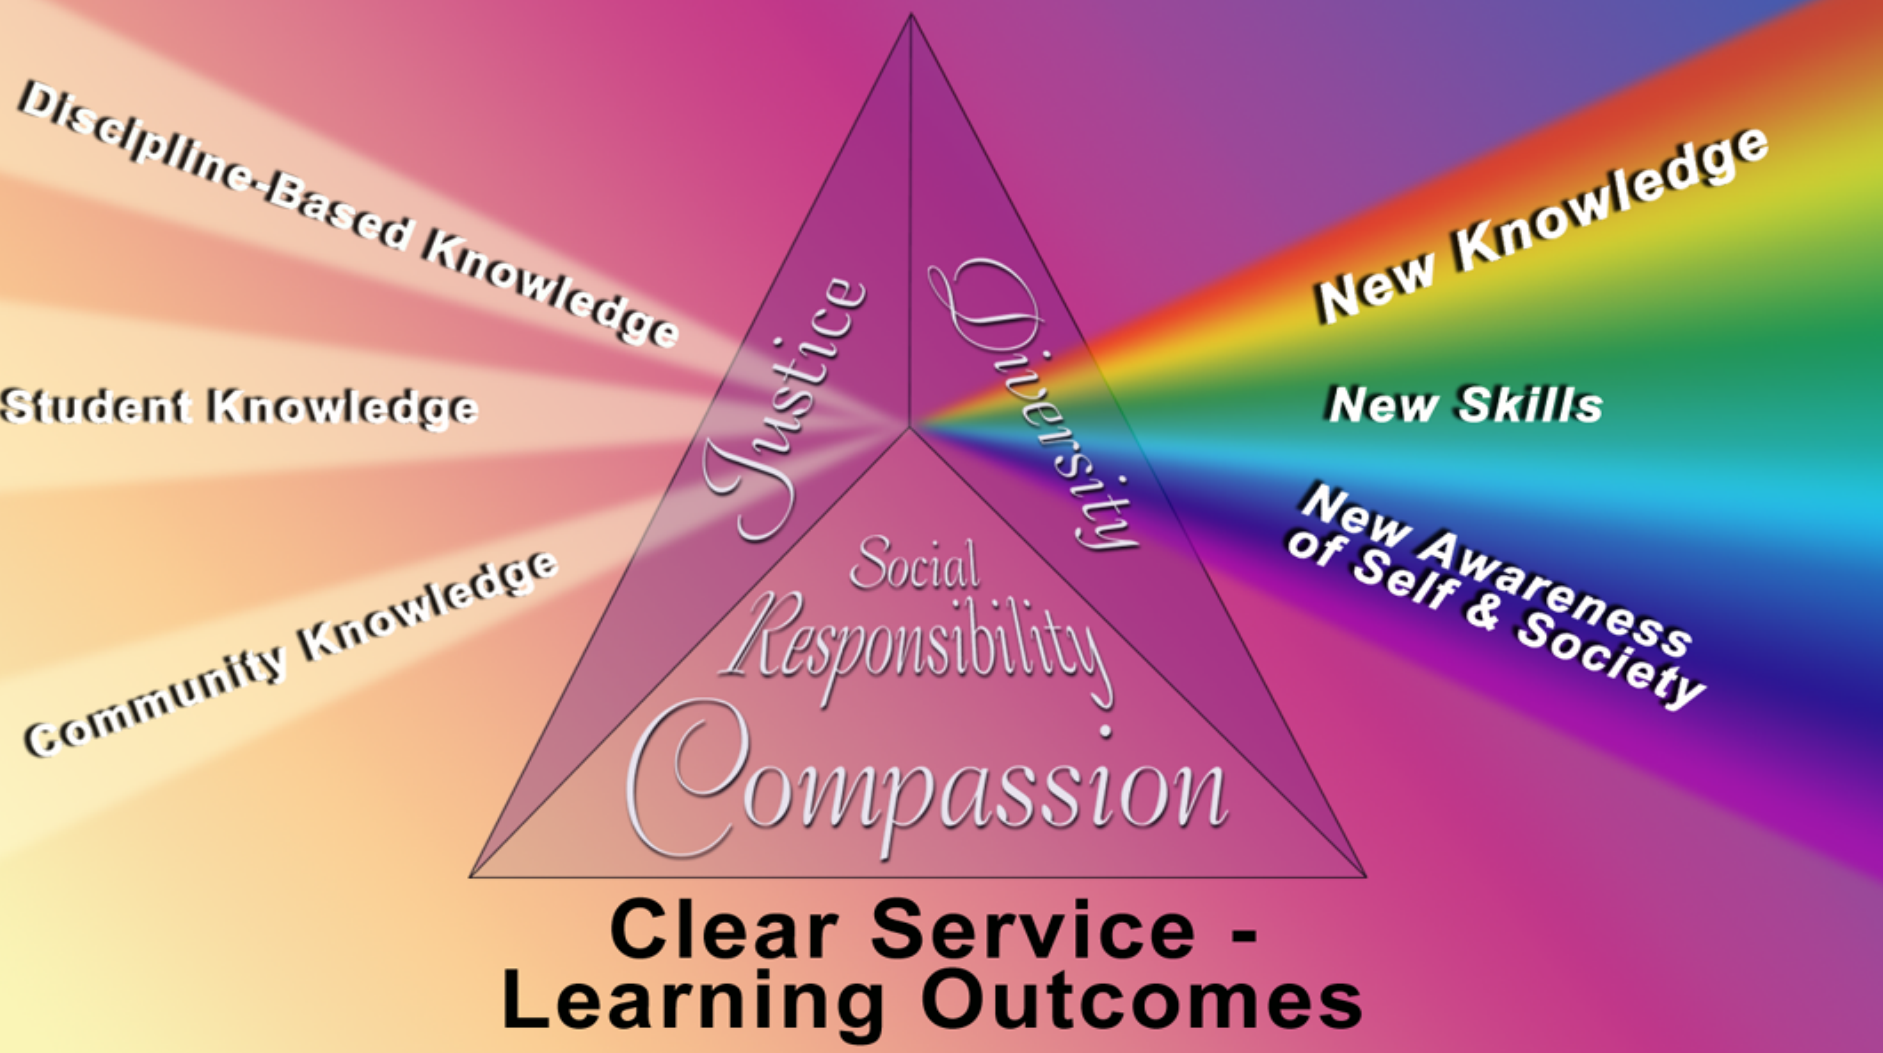 Discipline-Based Knowledge
Student Knowledge
Community Knowledge
Justice
Diversity
Social
Responsibility
Compassion
New Knowledge
New Skills
New Awareness
of Self & Society
Clear Service -
Learning Outcomes